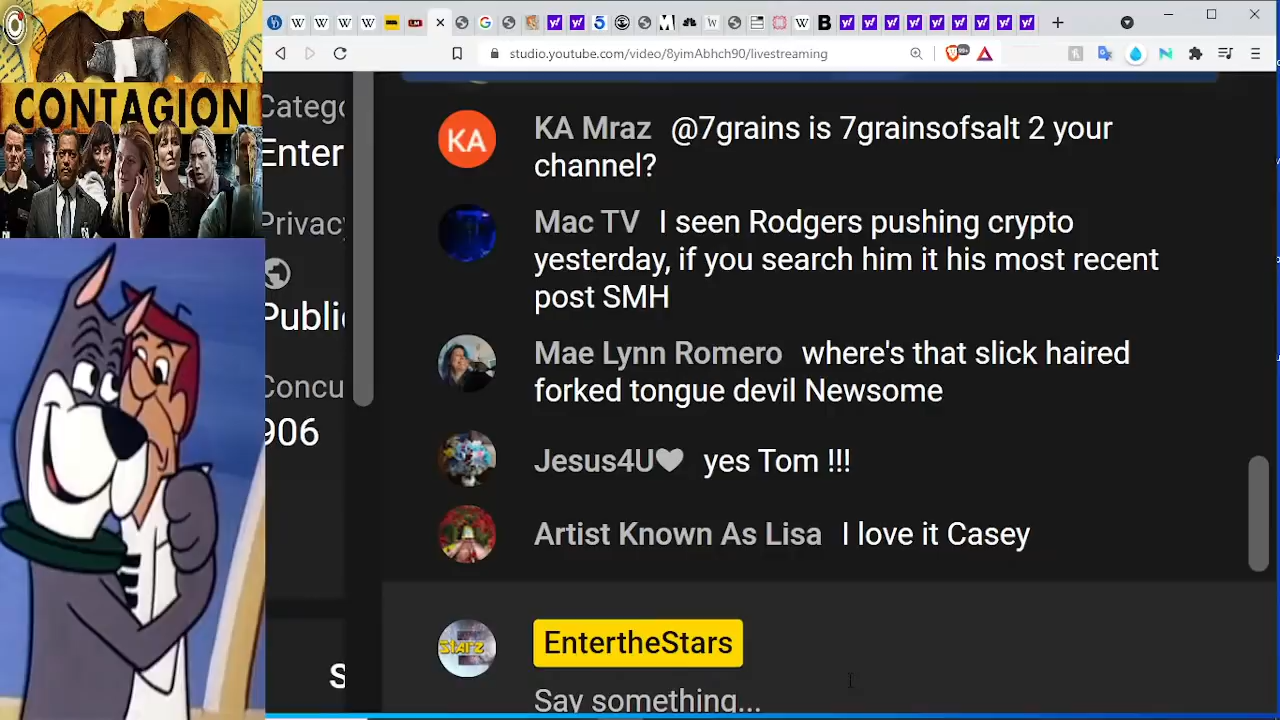 studio.youtube.com/video/8yimAbhch90/livestreaming
99+
CONTAGION
Catego
Enter
Privac
Publi
Concu
906
S
KA
KA Mraz @7grains is 7grainsofsalt 2 your
channel?
Mac TV I seen Rodgers pushing crypto
yesterday, if you search him it his most recent
post SMH
Mae Lynn Romero where's that slick haired
forked tongue devil Newsome
Jesus4U🤍 yes Tom !!!
Artist Known As Lisa I love it Casey
STARZ
EntertheStars
Say something...